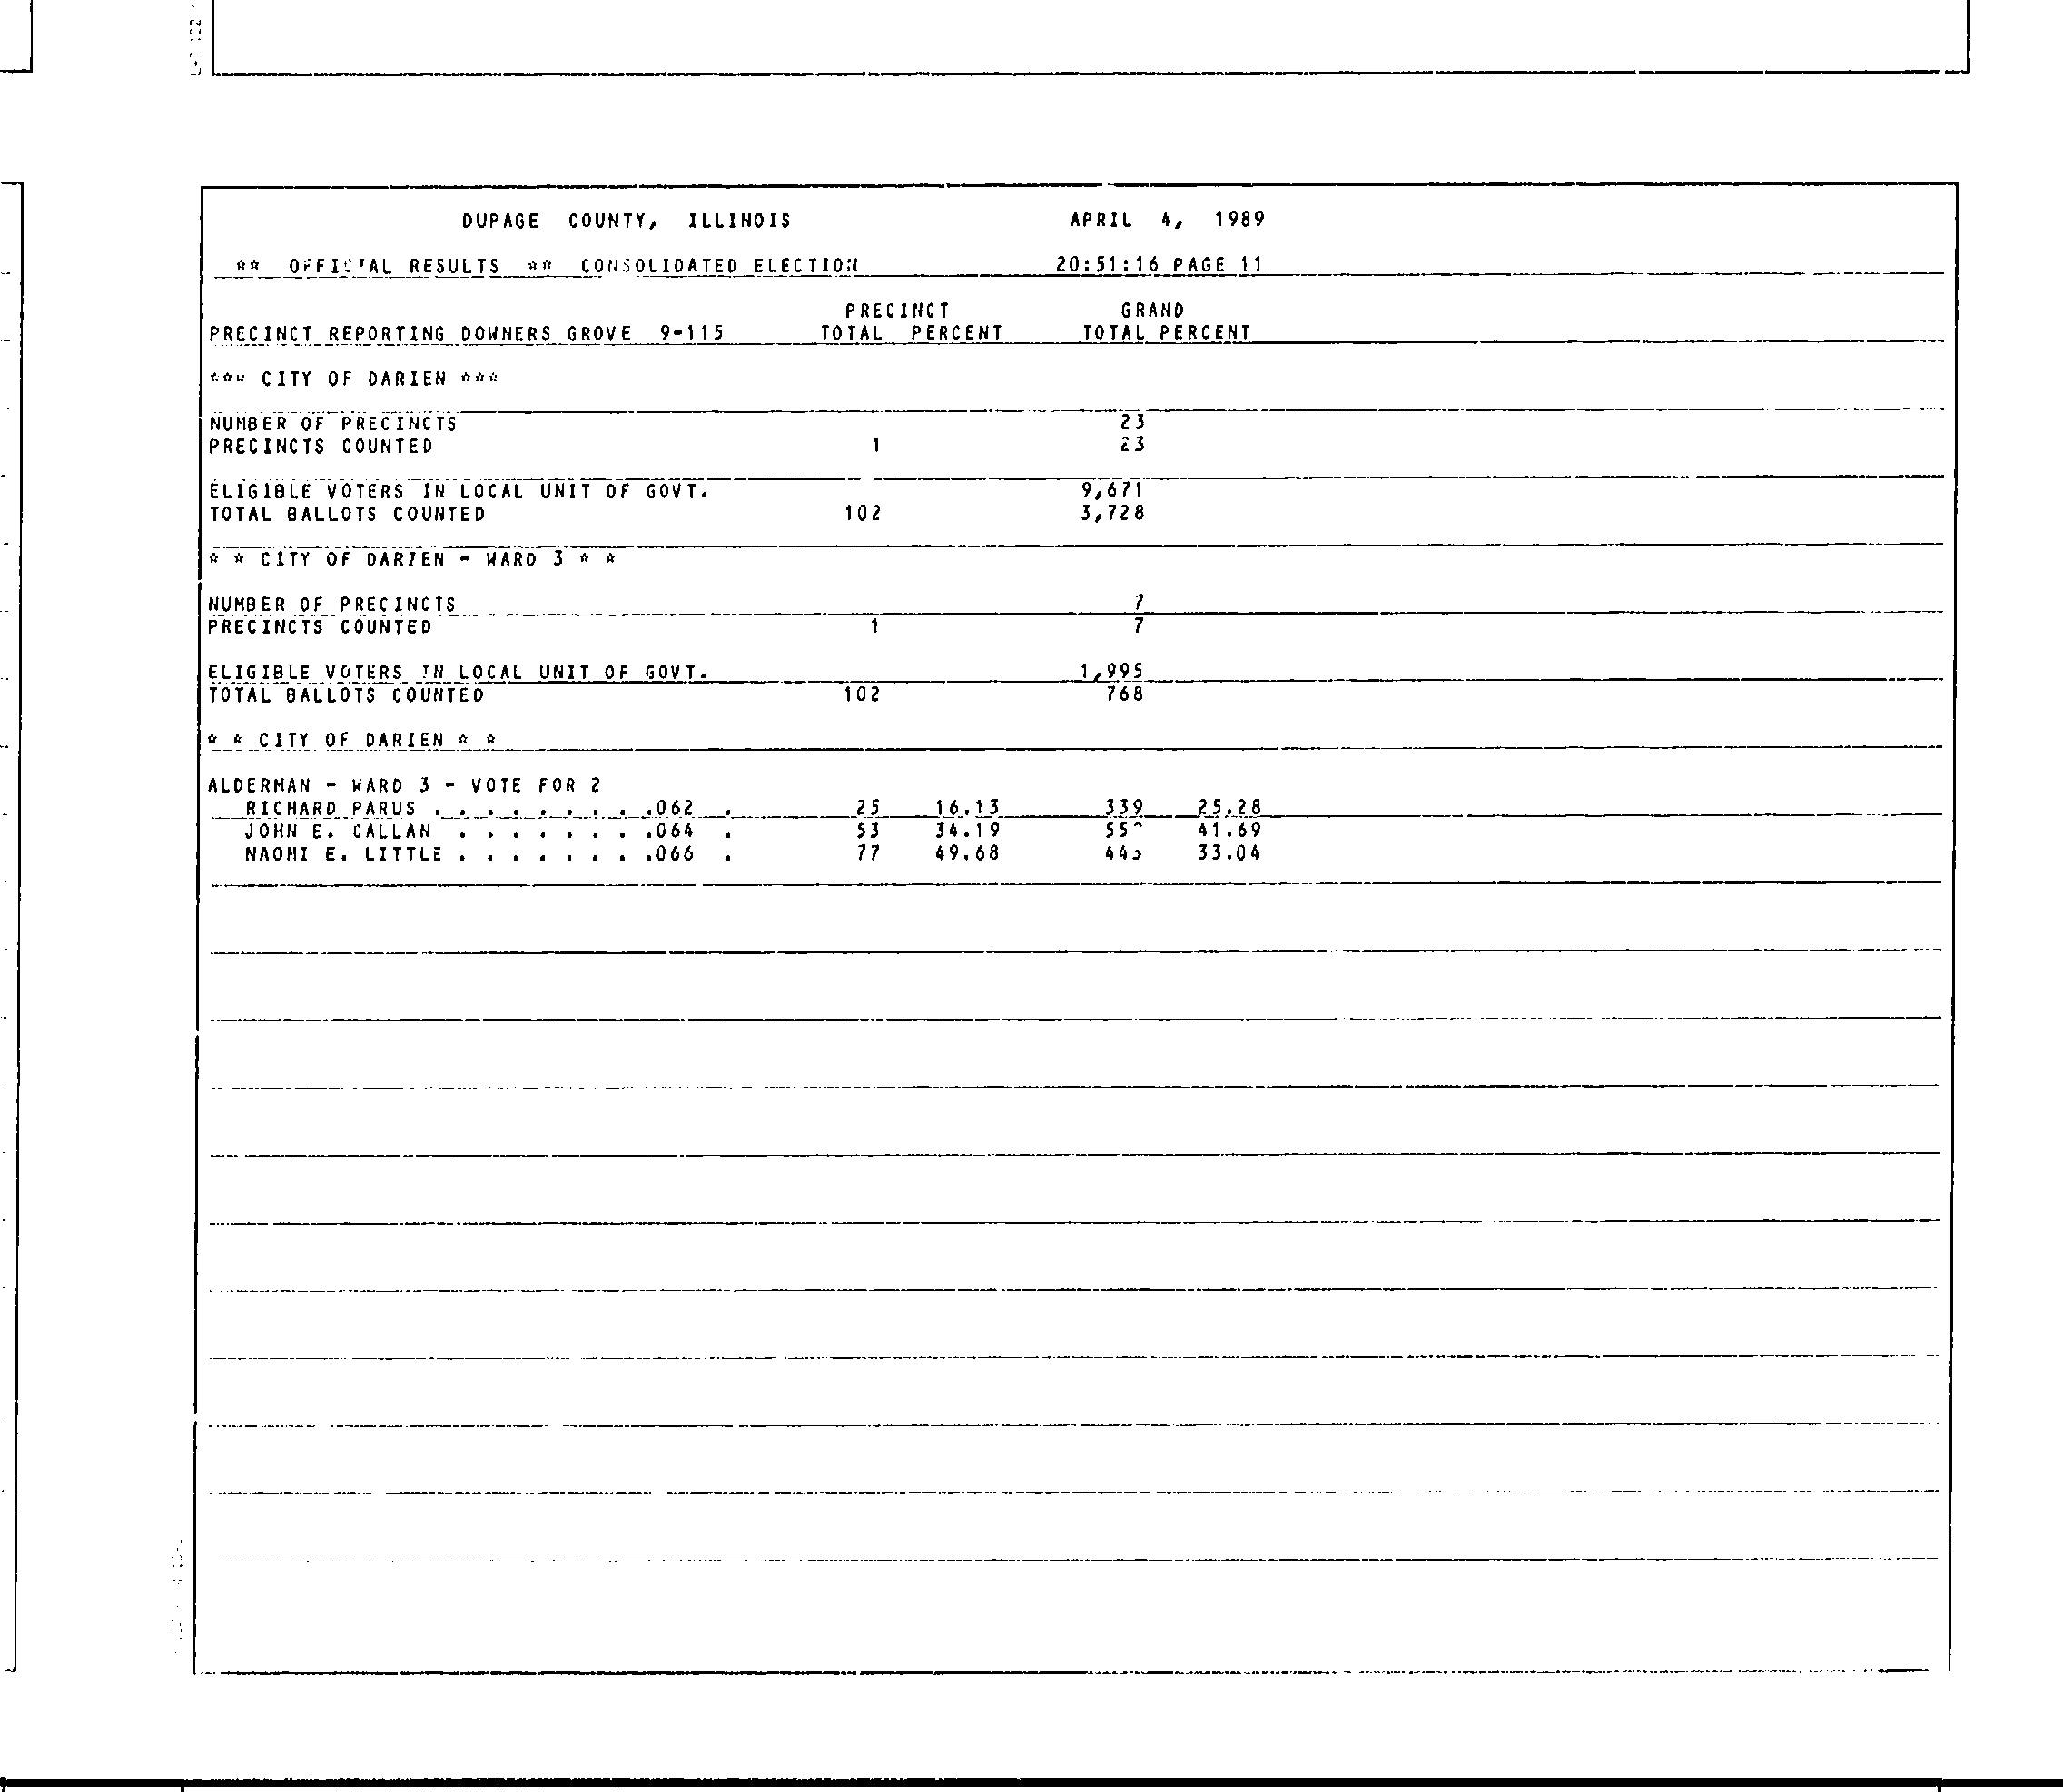 DUPAGE COUNTY, ILLINOIS APRIL 4, 1989
** OFFICIAL RESULTS ** CONSOLIDATED ELECTION 20:51:16 PAGE 11
PRECINCT GRAND
PRECINCT REPORTING DOWNERS GROVE 9-115 TOTAL PERCENT TOTAL PERCENT
*** CITY OF DARIEN ***
NUMBER OF PRECINCTS 23
PRECINCTS COUNTED 1 23
ELIGIBLE VOTERS IN LOCAL UNIT OF GOVT. 9,671
TOTAL BALLOTS COUNTED 102 3,728
* * CITY OF DARIEN - WARD 3 * *
NUMBER OF PRECINCTS 7
PRECINCTS COUNTED 1 7
ELIGIBLE VOTERS IN LOCAL UNIT OF GOVT. 1,995
TOTAL BALLOTS COUNTED 102 768
* * CITY OF DARIEN * *
ALDERMAN - WARD 3 - VOTE FOR 2
RICHARD PARUS . . . . . . . . .062 . 25 16.13 339 25.28
JOHN E. CALLAN . . . . . . . .064 . 53 34.19 41.69
NAOMI E. LITTLE . . . . . . . .066 . 77 49.68 33.04